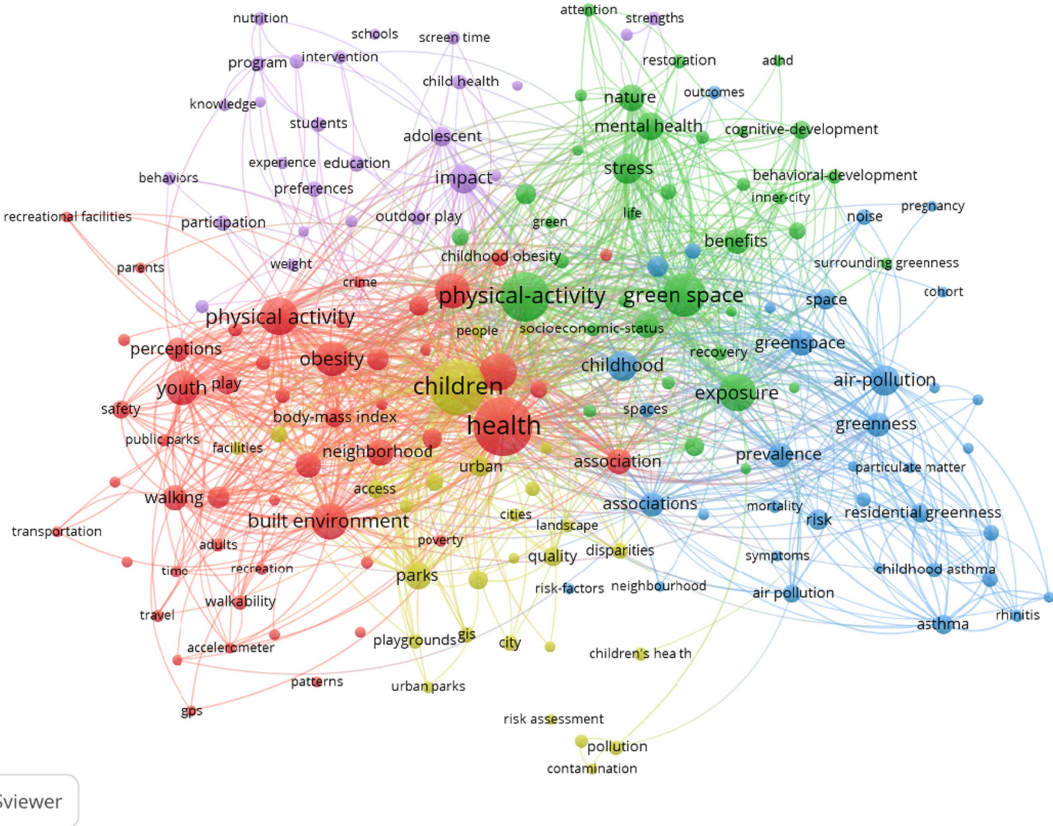 attention
nutrition
strengths
schools
screen time
intervention
program
restoration
adhd
child health
outcomes
nature
knowledge
students
mental health
cognitive-development
adolescent
experience
education
stress
behaviors
impact
behavioral-development
preferences
inner-city
pregnancy
recreational facilities
outdoor play
life
noise
participation
green
benefits
childhood obesity
weight
surrounding greenness
parents
crime
cohort
physical-activity
green space
space
physical activity
people
socioeconomic-status
greenspace
perceptions
recovery
obesity
childhood
youth
play
children
air-pollution
exposure
safety
spaces
body-mass index
health
greenness
public parks
facilities
neighborhood
prevalence
urban
association
particulate matter
access
walking
associations
mortality
residential greenness
cities
risk
built environment
landscape
transportation
poverty
adults
quality
disparities
symptoms
time
recreation
parks
childhood asthma
risk-factors
neighbourhood
air pollution
walkability
travel
rhinitis
asthma
playgrounds
gis
city
accelerometer
children's hea th
patterns
urban parks
gps
risk assessment
pollution
contamination
Sviewer